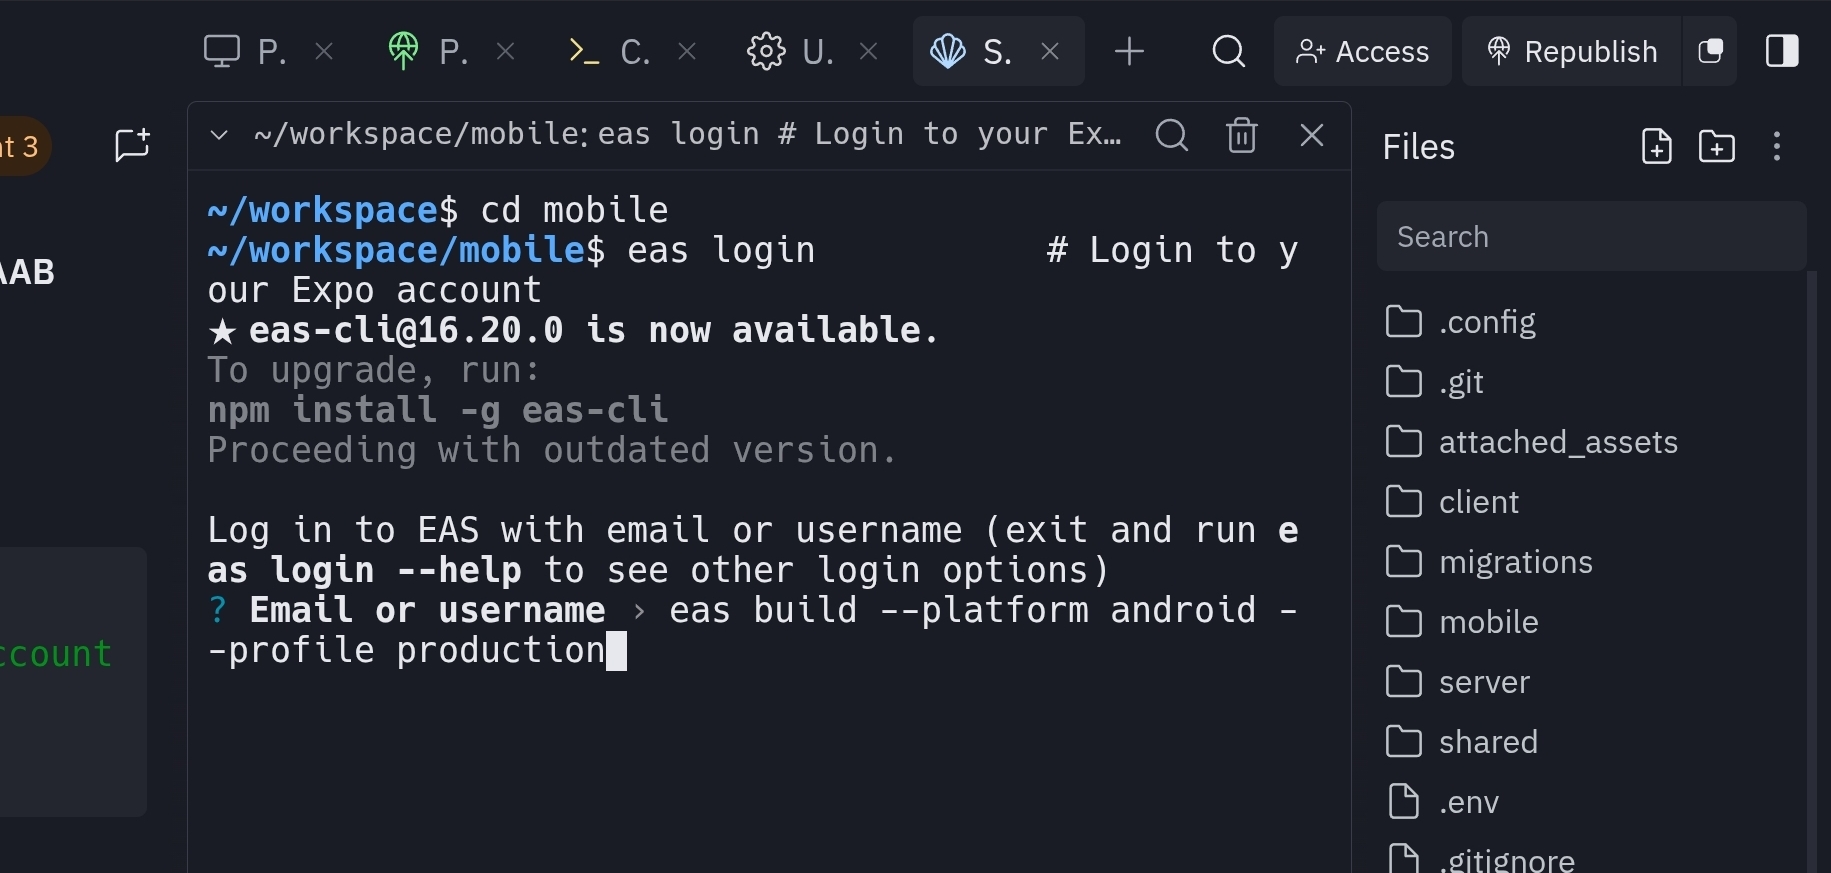 P.
P.
C.
U.
S.
Access
Republish
nt 3
~/workspace/mobile: eas login # Login to your Ex…
Files
~/workspace$ cd mobile
Search
~/workspace/mobile$ eas login # Login to y
our Expo account
AAB
★ eas-cli@16.20.0 is now available.
To upgrade, run:
npm install -g eas-cli
Proceeding with outdated version.
Log in to EAS with email or username (exit and run e
as login --help to see other login options)
? Email or username › eas build --platform android -
-profile production
ccount
.config
.git
attached_assets
client
migrations
mobile
server
shared
.env
.gitignore